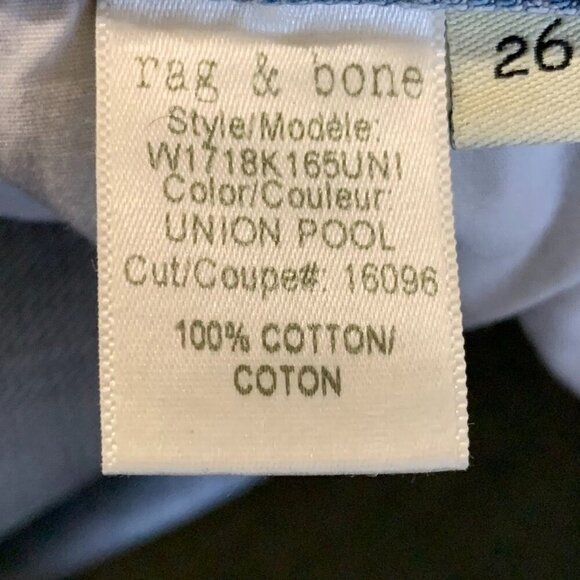 rag & bone
Style/Modèle:
W1718K165UNI
Color/Couleur
UNION POOL
Cut/Coupe#: 16096
100% COTTON/
COTON
26